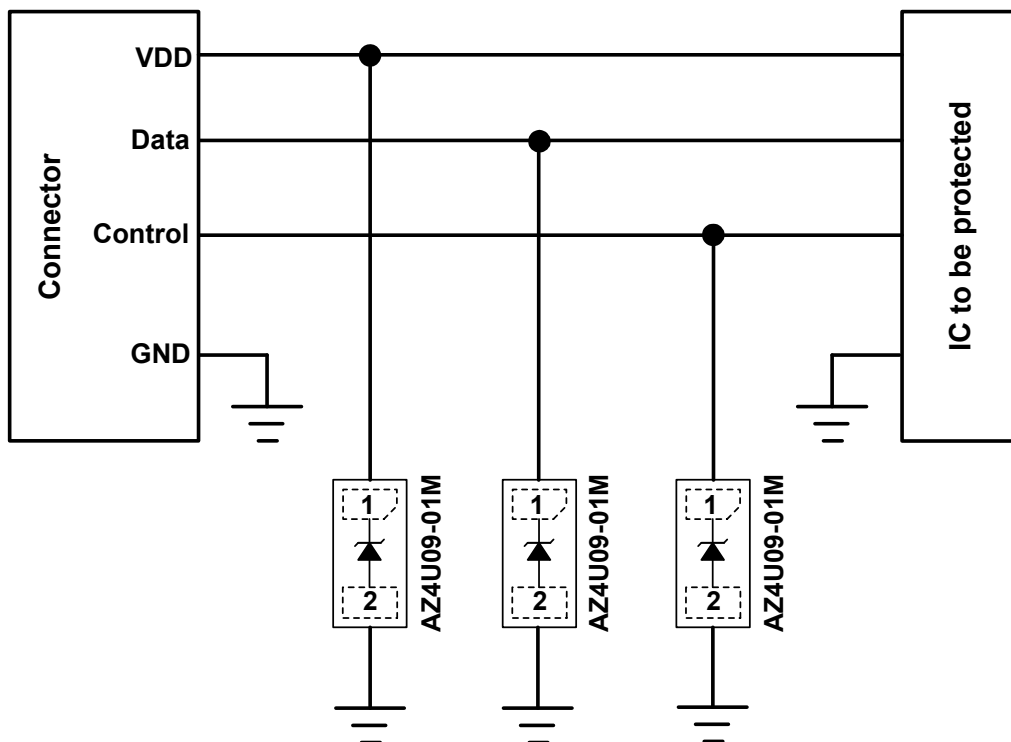 Connector
VDD
Data
Control
GND
IC to be protected
1
2
AZ4U09-01M
1
2
AZ4U09-01M
1
2
AZ4U09-01M